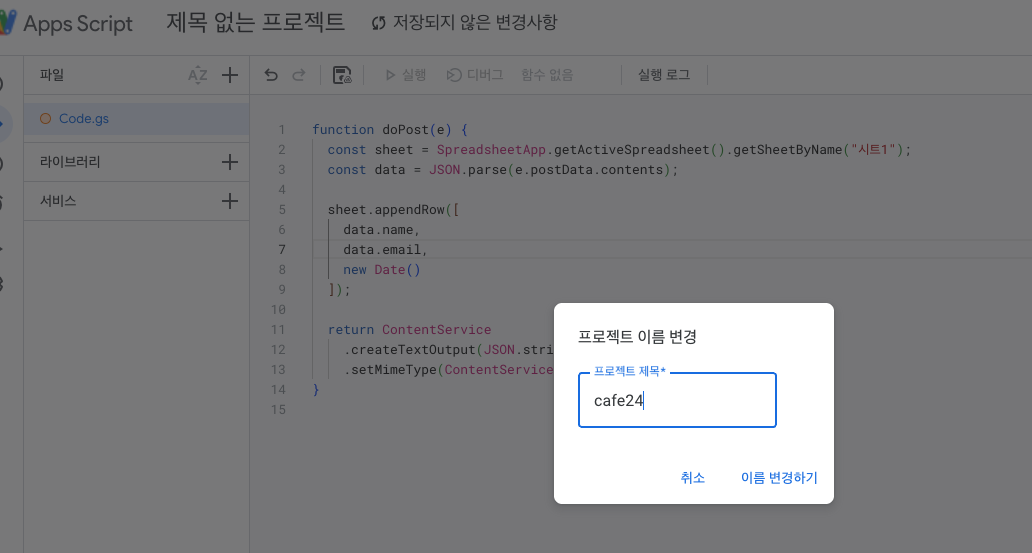 Apps Script 제목 없는 프로젝트 저장되지 않은 변경사항
파일 AZ 실행 디버그 함수 없음 실행 로그
Code.gs
라이브러리
서비스
1 function doPost(e) {
2 const sheet = SpreadsheetApp.getActiveSpreadsheet().getSheetByName("시트1");
3 const data = JSON.parse(e.postData.contents);
4
5 sheet.appendRow([
6 data.name,
7 data.email,
8 new Date()
9 ]);
10
11 return ContentService
12 .createTextOutput(JSON.stri
13 .setMimeType(ContentService
14 }
15
프로젝트 이름 변경
프로젝트 제목*
cafe24
취소 이름 변경하기